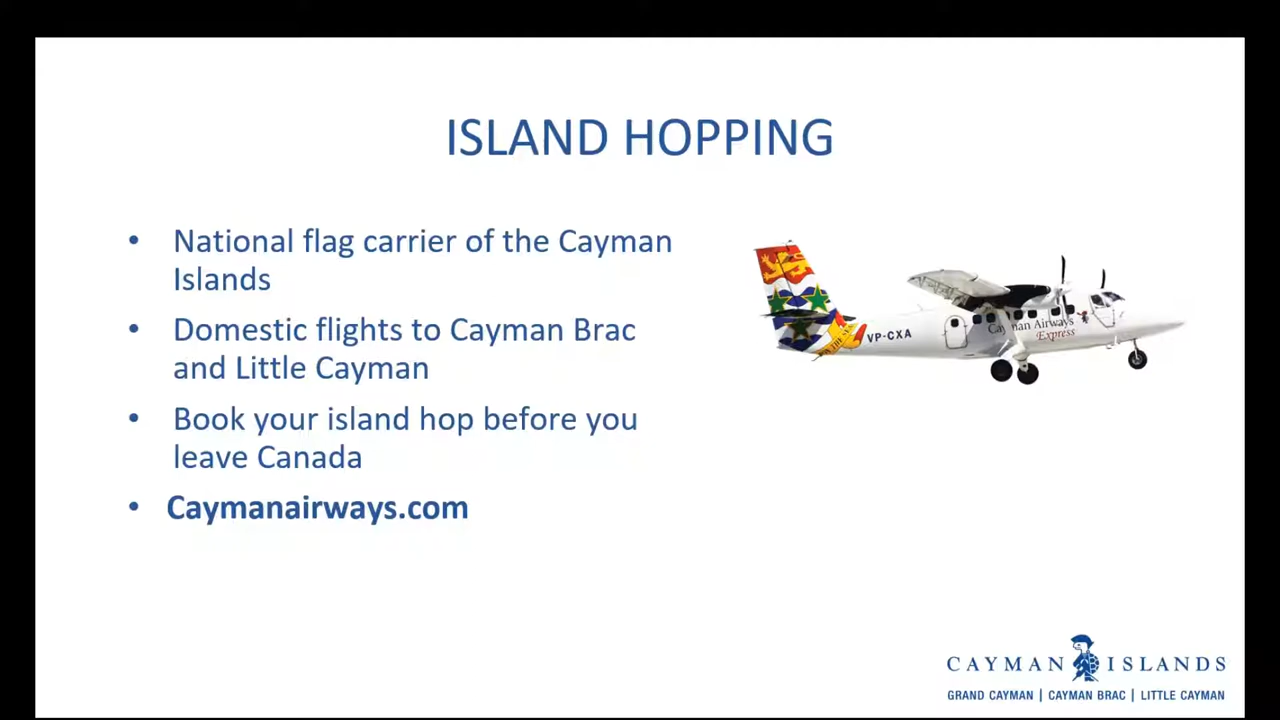 ISLAND HOPPING
• National flag carrier of the Cayman
Islands
• Domestic flights to Cayman Brac
and Little Cayman
• Book your island hop before you
leave Canada
• Caymanairways.com
VP-CXA
Cayman Airways
Express
CAYMAN ISLANDS
GRAND CAYMAN | CAYMAN BRAC | LITTLE CAYMAN